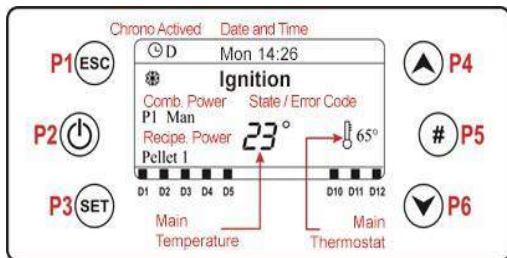 Chrono Actived Date and Time
P1 ESC D Mon 14:26 P4
Ignition
Comb. Power State / Error Code
P1 Man
P2 Recipe. Power 23° 65° # P5
Pellet 1
D1 D2 D3 D4 D5 D10 D11 D12
P3 SET Main Temperature Main Thermostat P6